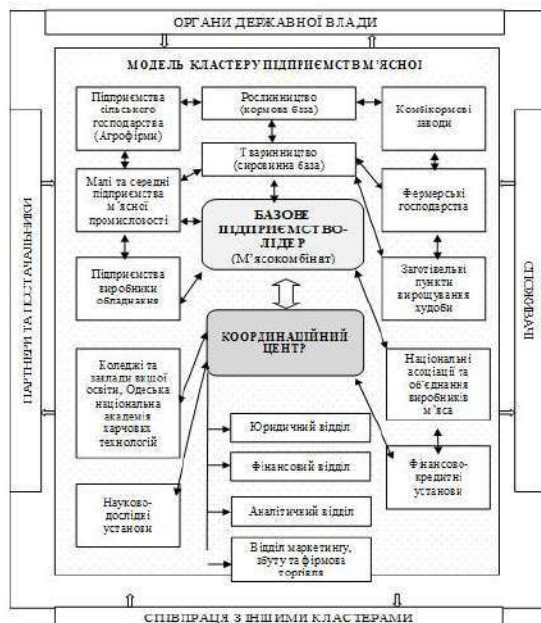 ОРГАНИ ДЕРЖАВНОЇ ВЛАДИ
МОДЕЛЬ КЛАСТЕРУ ПІДПРИЄМСТВ М’ЯСНОЇ
Підприємства
сільського
господарства
(Агрофірми)
Рослинництво
(кормова база)
Комбікормові
заводи
Тваринництво
(сировинна база)
Малі та середні
підприємства
м’ясної
промисловості
Фермерські
господарства
БАЗОВЕ
ПІДПРИЄМСТВО-
ЛІДЕР
(М’ясокомбінат)
Підприємства
виробники
обладнання
Заготівельні
пункти
вирощування
худоби
КООРДИНАЦІЙНИЙ
ЦЕНТР
Коледжі та
заклади вищої
освіти, Одеська
національна
академія
харчових
технологій
Національні
асоціації та
об’єднання
виробників
м’яса
Юридичний відділ
Фінансовий відділ
Фінансово-
кредитні
установи
Науково-
дослідні
установи
Аналітичний відділ
Відділ маркетингу,
збуту та фірмова
торгівля
ПАРТНЕРИ ТА ПОСТАЧАЛЬНИКИ
СПОЖИВАЧІ
СПІВПРАЦЯ З ІНШИМИ КЛАСТЕРАМИ